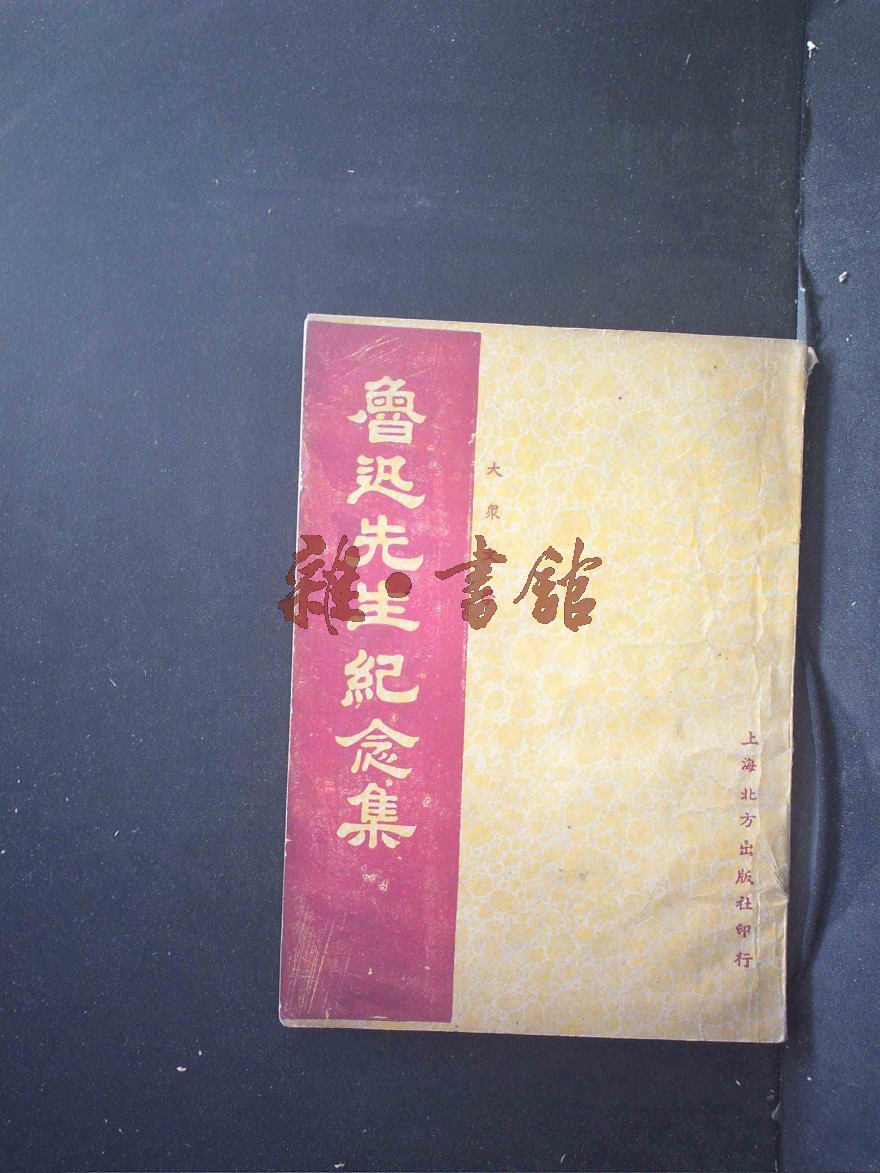 魯迅先生紀念集
大衆
上海北方出版社印行
雜·書館